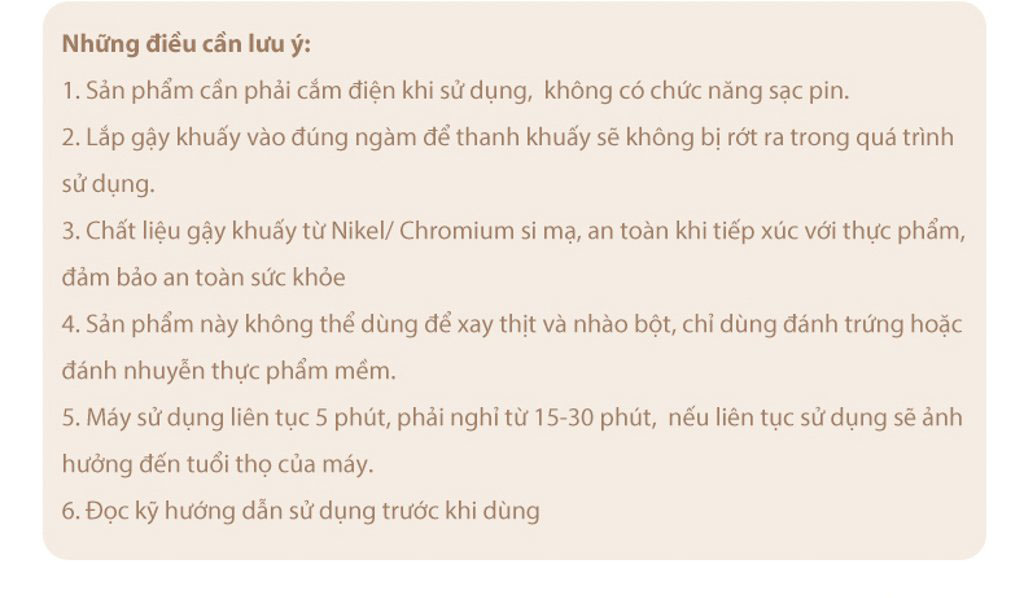 Những điều cần lưu ý:
1. Sản phẩm cần phải cắm điện khi sử dụng, không có chức năng sạc pin.
2. Lắp gậy khuấy vào đúng ngàm để thanh khuấy sẽ không bị rớt ra trong quá trình
sử dụng.
3. Chất liệu gậy khuấy từ Nikel/ Chromium si mạ, an toàn khi tiếp xúc với thực phẩm,
đảm bảo an toàn sức khỏe
4. Sản phẩm này không thể dùng để xay thịt và nhào bột, chỉ dùng đánh trứng hoặc
đánh nhuyễn thực phẩm mềm.
5. Máy sử dụng liên tục 5 phút, phải nghỉ từ 15-30 phút, nếu liên tục sử dụng sẽ ảnh
hưởng đến tuổi thọ của máy.
6. Đọc kỹ hướng dẫn sử dụng trước khi dùng